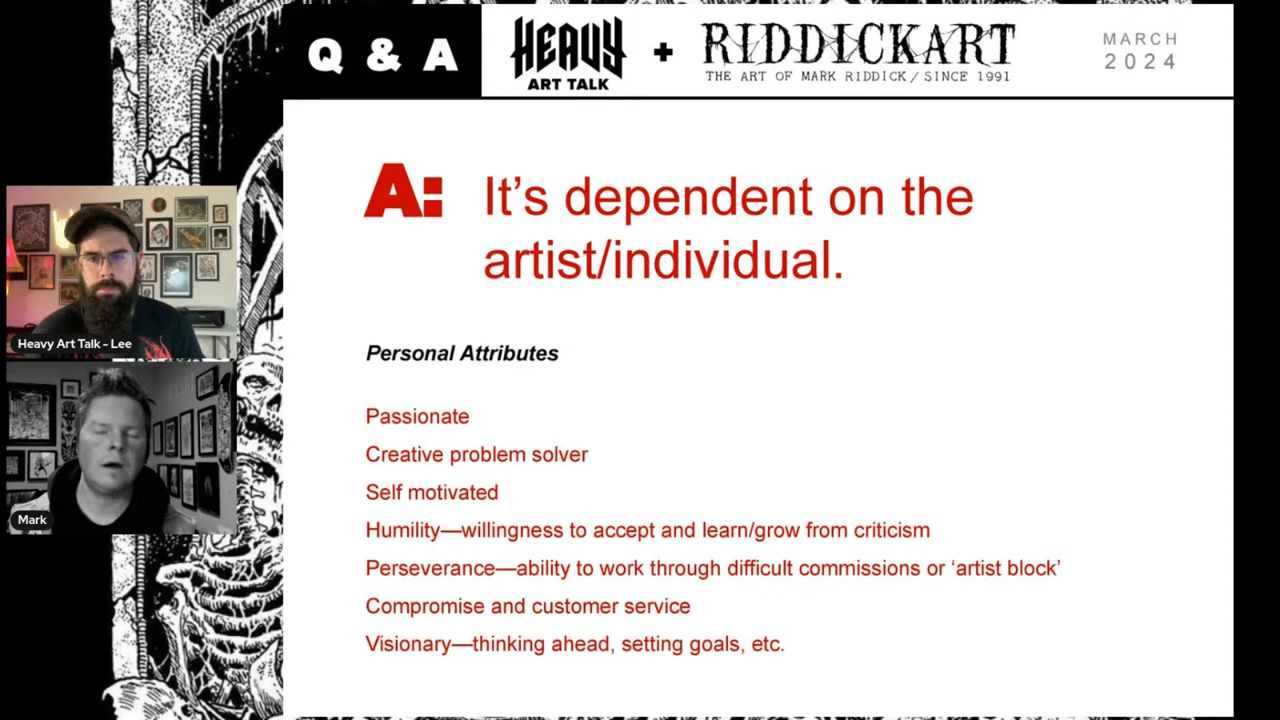 Q & A
HEAVY
ART TALK
+
RIDDICKART
THE ART OF MARK RIDDICK / SINCE 1991
MARCH
2024
A: It’s dependent on the
artist/individual.
Personal Attributes
Passionate
Creative problem solver
Self motivated
Humility—willingness to accept and learn/grow from criticism
Perseverance—ability to work through difficult commissions or ‘artist block’
Compromise and customer service
Visionary—thinking ahead, setting goals, etc.
Heavy Art Talk - Lee
Mark